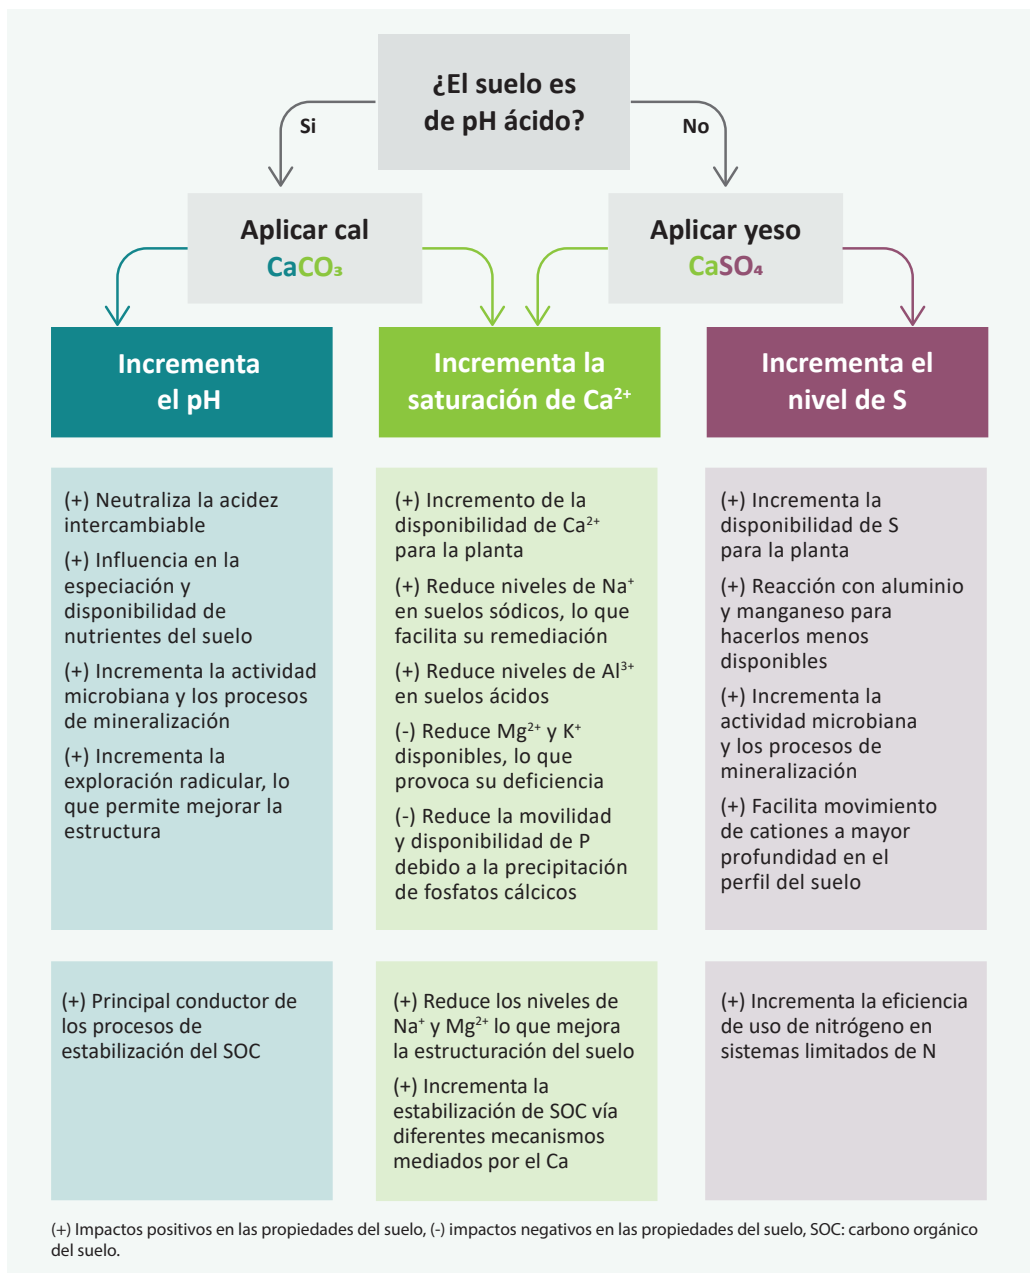 ¿El suelo es
de pH ácido?
Si
No
Aplicar cal
CaCO₃
Aplicar yeso
CaSO₄
Incrementa
el pH
Incrementa la
saturación de Ca²⁺
Incrementa el
nivel de S
(+) Neutraliza la acidez
intercambiable
(+) Influencia en la
especiación y
disponibilidad de
nutrientes del suelo
(+) Incrementa la actividad
microbiana y los procesos
de mineralización
(+) Incrementa la
exploración radicular, lo
que permite mejorar la
estructura
(+) Incremento de la
disponibilidad de Ca²⁺
para la planta
(+) Reduce niveles de Na⁺
en suelos sódicos, lo que
facilita su remediación
(+) Reduce niveles de Al³⁺
en suelos ácidos
(-) Reduce Mg²⁺ y K⁺
disponibles, lo que
provoca su deficiencia
(-) Reduce la movilidad
y disponibilidad de P
debido a la precipitación
de fosfatos cálcicos
(+) Incrementa la
disponibilidad de S
para la planta
(+) Reacción con aluminio
y manganeso para
hacerlos menos
disponibles
(+) Incrementa la
actividad microbiana
y los procesos de
mineralización
(+) Facilita movimiento
de cationes a mayor
profundidad en el
perfil del suelo
(+) Principal conductor de
los procesos de
estabilización del SOC
(+) Reduce los niveles de
Na⁺ y Mg²⁺ lo que mejora
la estructuración del suelo
(+) Incrementa la
estabilización de SOC vía
diferentes mecanismos
mediados por el Ca
(+) Incrementa la eficiencia
de uso de nitrógeno en
sistemas limitados de N
(+) Impactos positivos en las propiedades del suelo, (-) impactos negativos en las propiedades del suelo, SOC: carbono orgánico
del suelo.